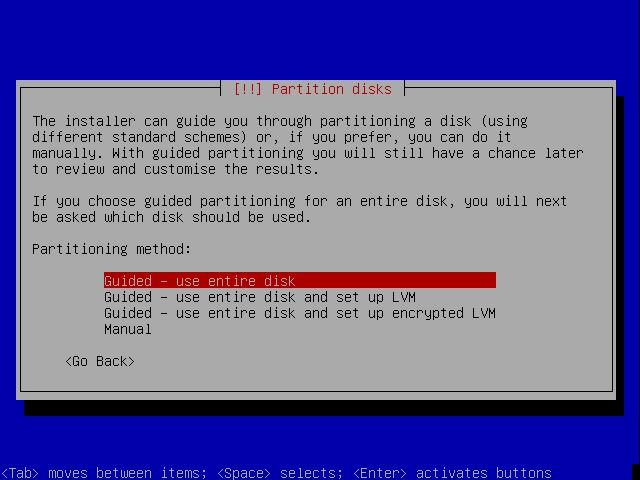 [!!] Partition disks
The installer can guide you through partitioning a disk (using
different standard schemes) or, if you prefer, you can do it
manually. With guided partitioning you will still have a chance later
to review and customise the results.
If you choose guided partitioning for an entire disk, you will next
be asked which disk should be used.
Partitioning method:
Guided – use entire disk
Guided – use entire disk and set up LVM
Guided – use entire disk and set up encrypted LVM
Manual
<Go Back>
<Tab> moves between items; <Space> selects; <Enter> activates buttons